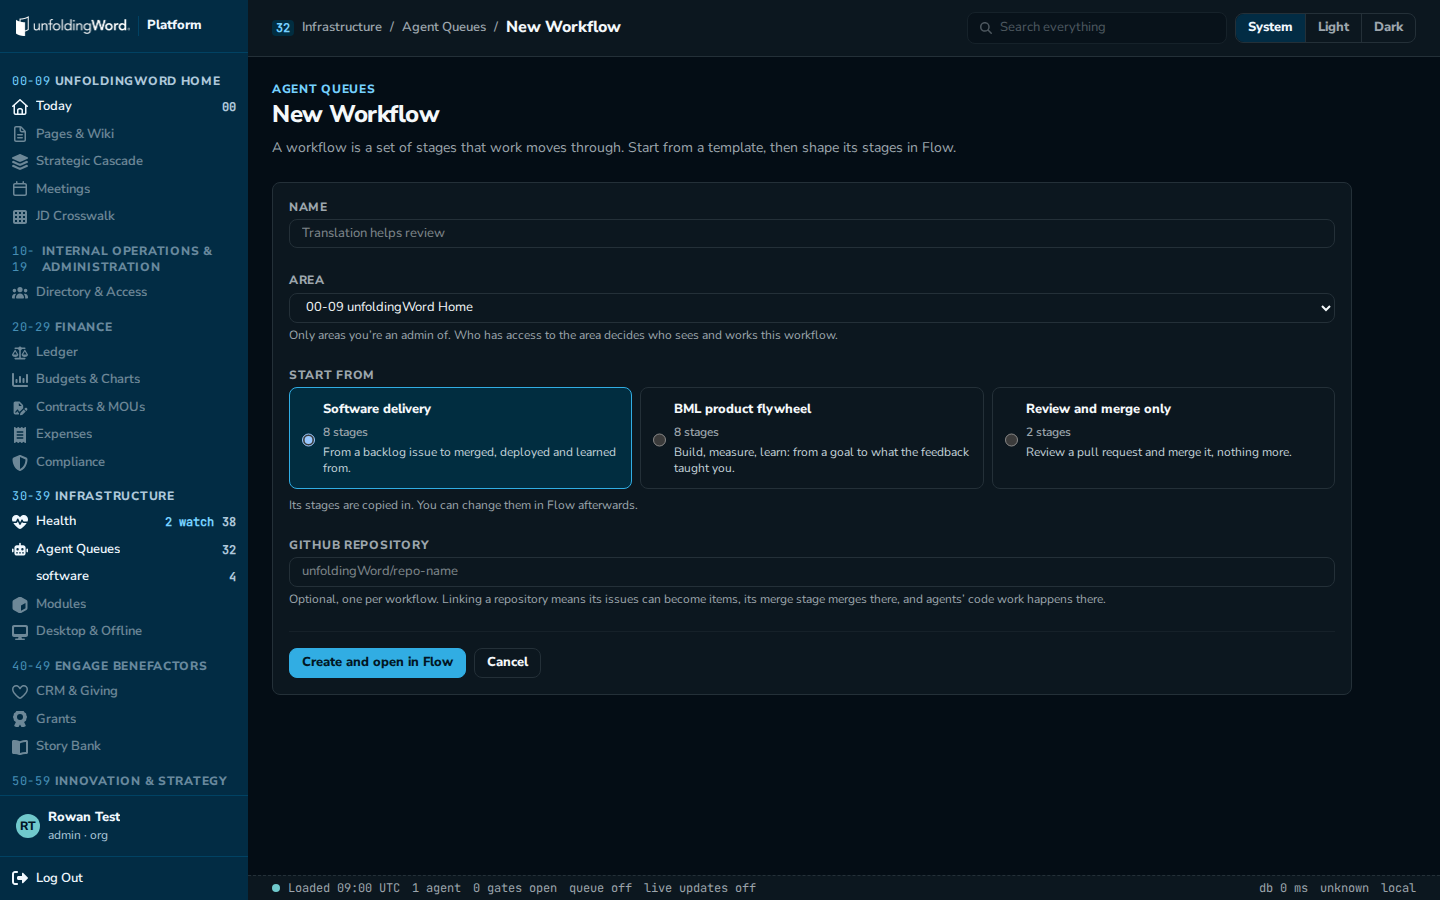 unfoldingWord® Platform
00-09 UNFOLDINGWORD HOME
Today 00
Pages & Wiki
Strategic Cascade
Meetings
JD Crosswalk
10-19 INTERNAL OPERATIONS & ADMINISTRATION
Directory & Access
20-29 FINANCE
Ledger
Budgets & Charts
Contracts & MOUs
Expenses
Compliance
30-39 INFRASTRUCTURE
Health 2 watch 38
Agent Queues 32
software 4
Modules
Desktop & Offline
40-49 ENGAGE BENEFACTORS
CRM & Giving
Grants
Story Bank
50-59 INNOVATION & STRATEGY
RT Rowan Test
admin · org
Log Out
32 Infrastructure / Agent Queues / New Workflow
Search everything
System Light Dark
AGENT QUEUES
New Workflow
A workflow is a set of stages that work moves through. Start from a template, then shape its stages in Flow.
NAME
Translation helps review
AREA
00-09 unfoldingWord Home
Only areas you're an admin of. Who has access to the area decides who sees and works this workflow.
START FROM
Software delivery
8 stages
From a backlog issue to merged, deployed and learned
from.
BML product flywheel
8 stages
Build, measure, learn: from a goal to what the feedback
taught you.
Review and merge only
2 stages
Review a pull request and merge it, nothing more.
Its stages are copied in. You can change them in Flow afterwards.
GITHUB REPOSITORY
unfoldingWord/repo-name
Optional, one per workflow. Linking a repository means its issues can become items, its merge stage merges there, and agents' code work happens there.
Create and open in Flow Cancel
Loaded 09:00 UTC 1 agent 0 gates open queue off live updates off
db 0 ms unknown local